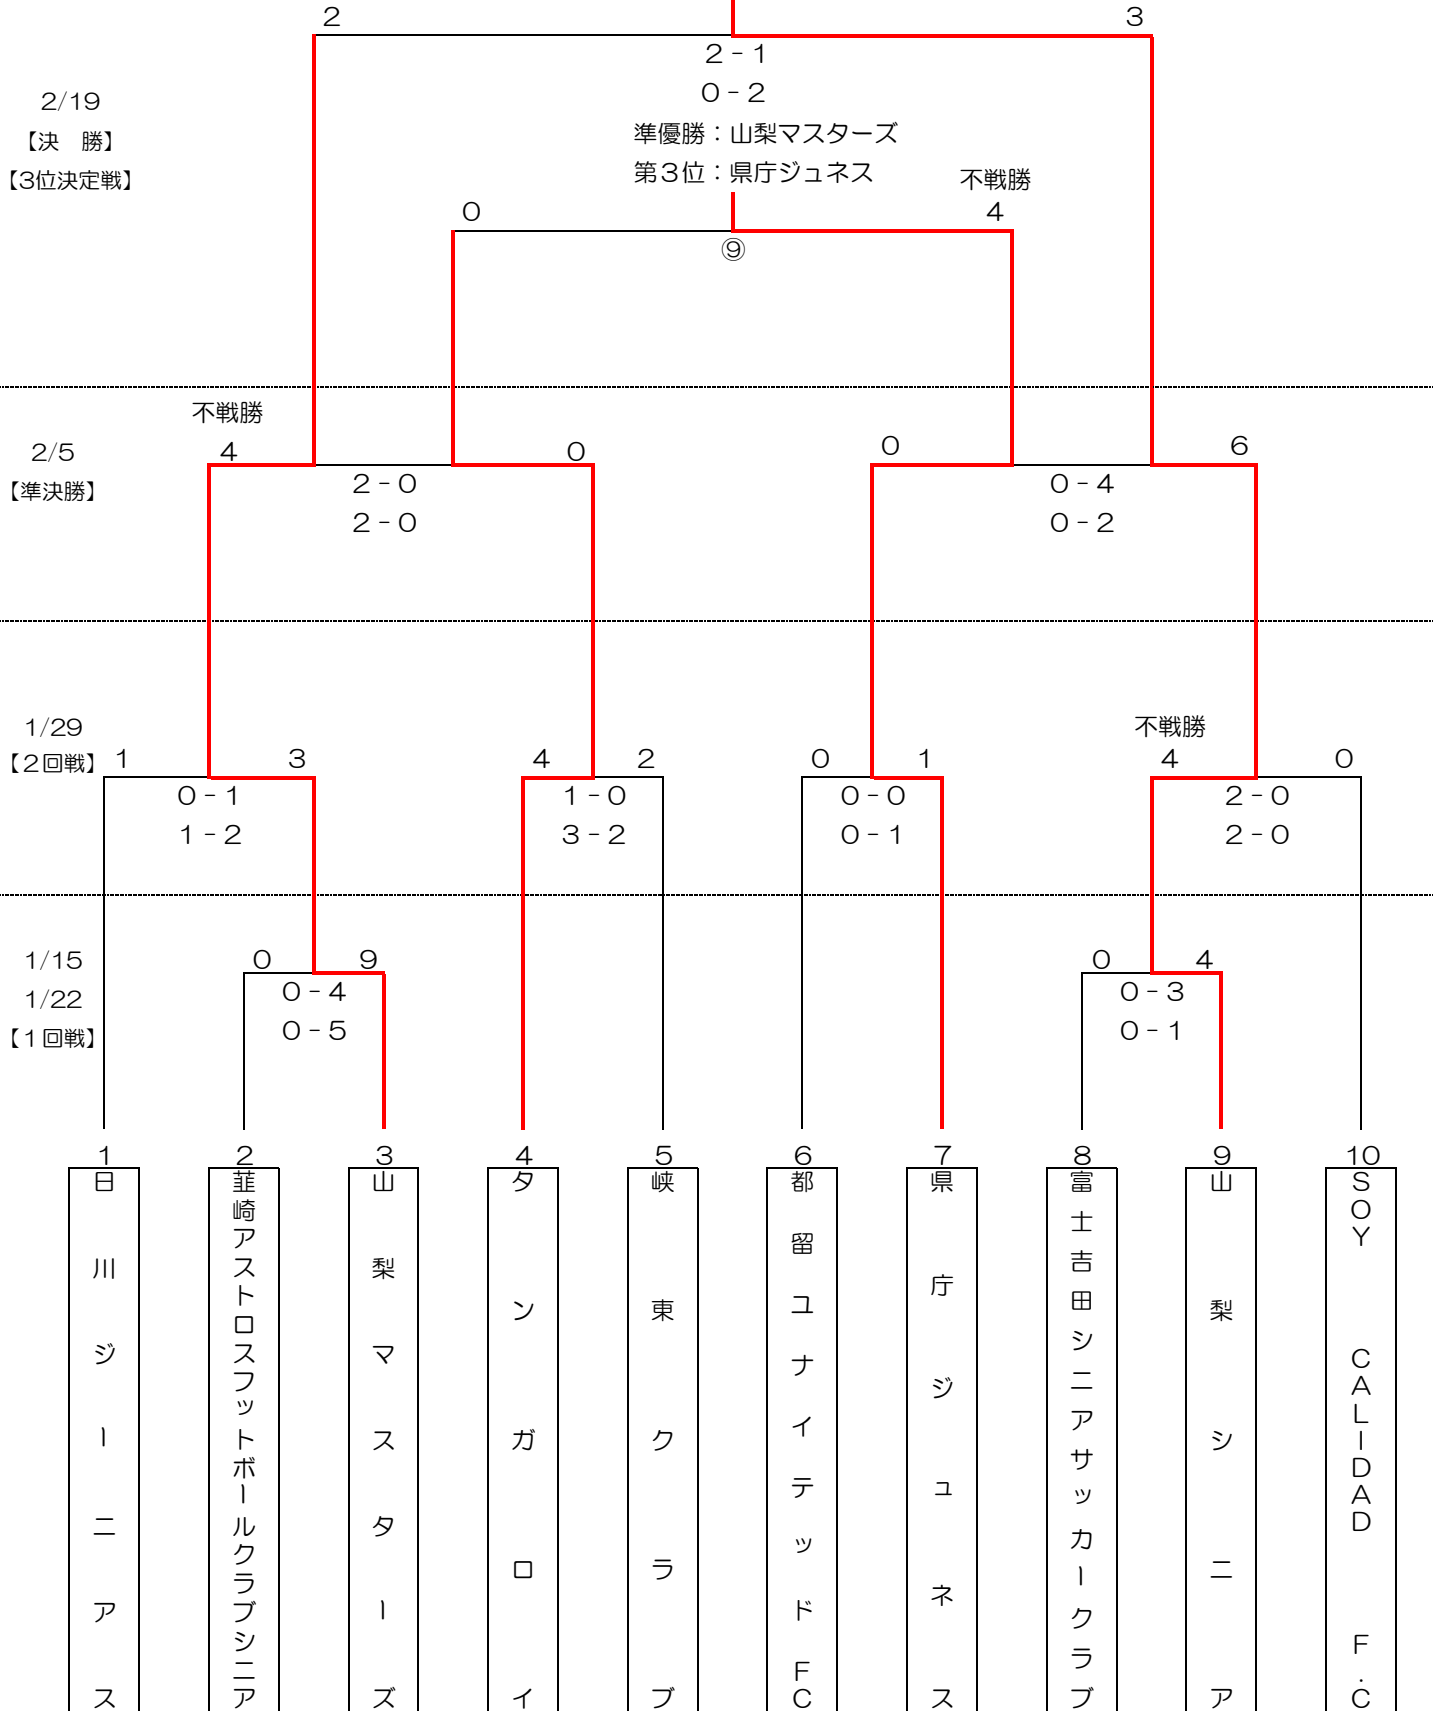 2 3
2 - 1
0 - 2
2/19
【決　勝】
【3位決定戦】
準優勝：山梨マスターズ
第３位：県庁ジュネス
不戦勝
0 4
⑨
不戦勝
2/5
【準決勝】
4 0
2 - 0
2 - 0
0 6
0 - 4
0 - 2
1/29
【２回戦】
1 3
0 - 1
1 - 2
4 2
1 - 0
3 - 2
0 1
0 - 0
0 - 1
不戦勝
4 0
2 - 0
2 - 0
1/15
1/22
【１回戦】
0 9
0 - 4
0 - 5
0 4
0 - 3
0 - 1
1
日川ジーニアス
2
韮崎アストロスフットボールクラブシニア
3
山梨マスターズ
4
タンガロイ
5
峡東クラブ
6
都留ユナイテッドFC
7
県庁ジュネス
8
富士吉田シニアサッカークラブ
9
山梨シニア
10
SOY CALIDAD F.C